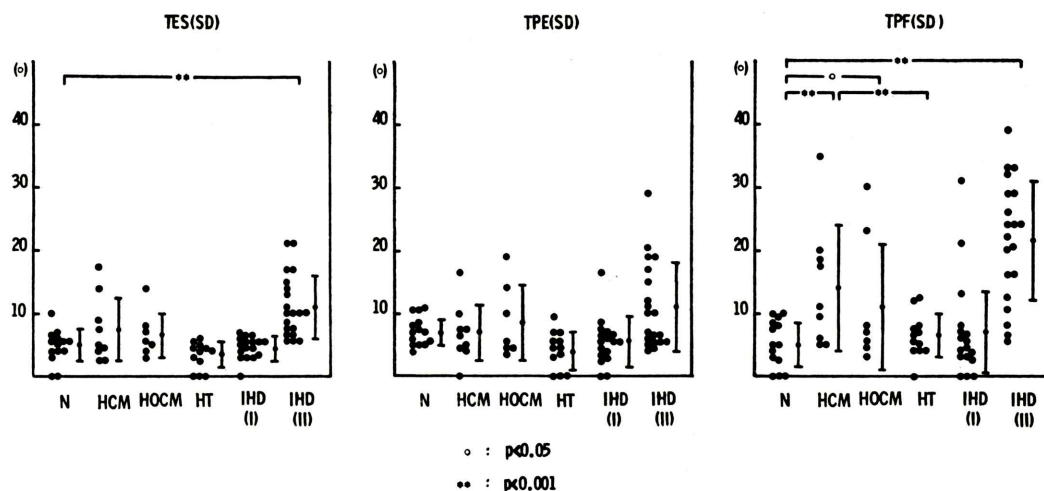 TES(SD) TPE(SD) TPF(SD)
(o) (o) (o)
** ** o ** **
40 40 40
30 30 30
20 20 20
10 10 10
N HCM HOCM HT IHD (I) IHD (II) N HCM HOCM HT IHD (I) IHD (II) N HCM HOCM HT IHD (I) IHD (II)
o : p<0.05
** : p<0.001